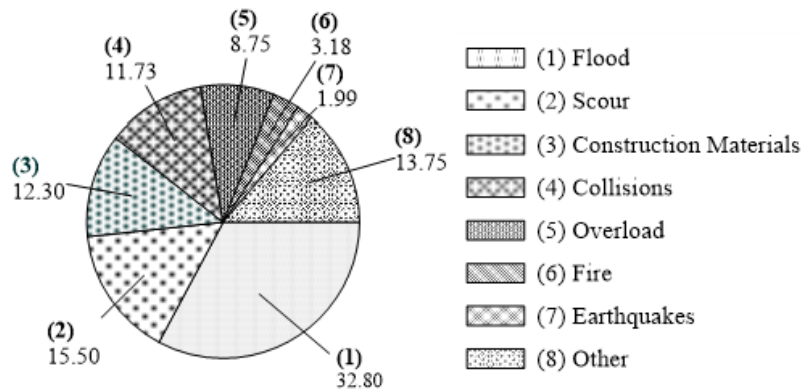 (5)
8.75
(6)
3.18
(4)
11.73
(7)
1.99
(8)
13.75
(3)
12.30
(2)
15.50
(1)
32.80
(1) Flood
(2) Scour
(3) Construction Materials
(4) Collisions
(5) Overload
(6) Fire
(7) Earthquakes
(8) Other